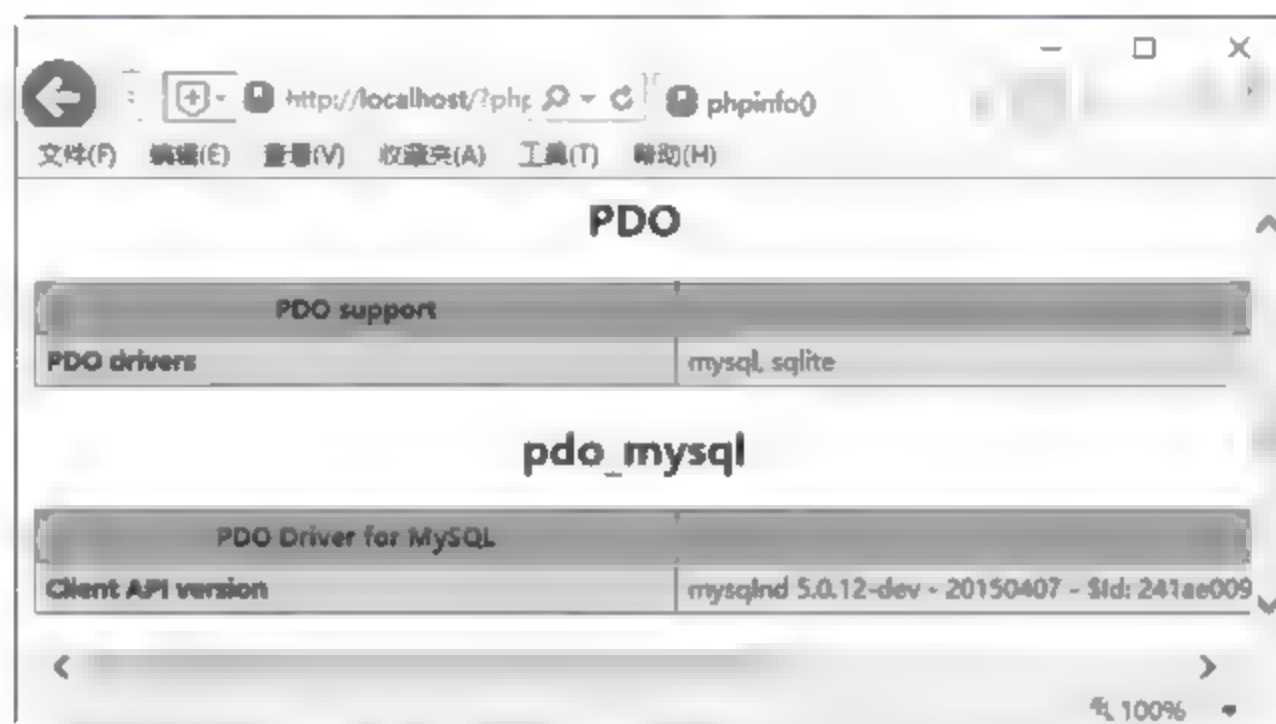 http://localhost/?php phpinfo()
文件(F) 编辑(E) 查看(V) 收藏夹(A) 工具(T) 帮助(H)
PDO
PDO support
PDO drivers mysql, sqlite
pdo_mysql
PDO Driver for MySQL
Client API version mysqlnd 5.0.12-dev - 20150407 - $Id: 241ae009
100%